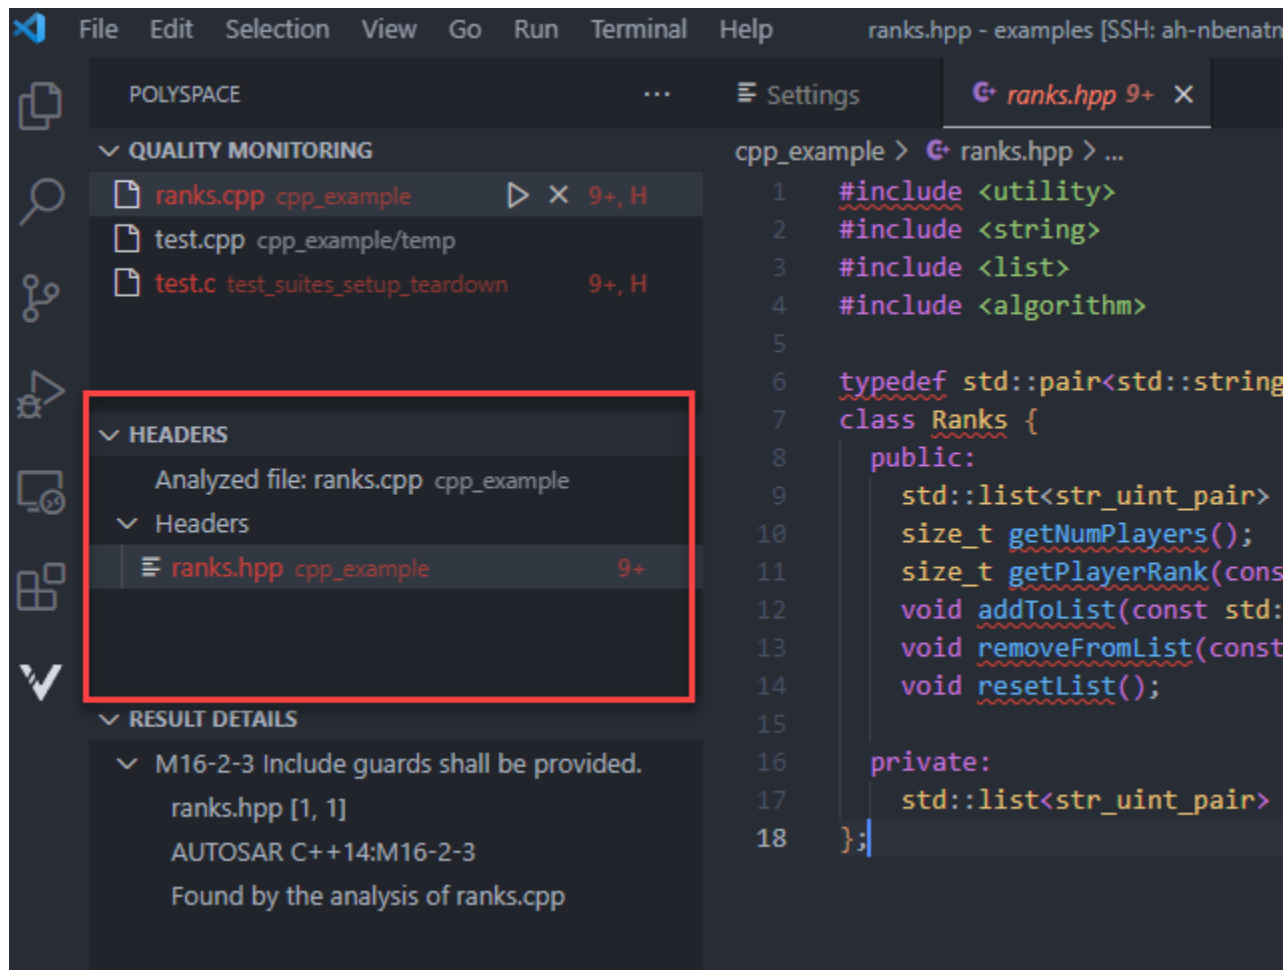 File Edit Selection View Go Run Terminal Help ranks.hpp - examples [SSH: ah-nbenatm
POLYSPACE ···
QUALITY MONITORING
ranks.cpp cpp_example 9+, H
test.cpp cpp_example/temp
test.c test_suites_setup_teardown 9+, H
HEADERS
Analyzed file: ranks.cpp cpp_example
Headers
ranks.hpp cpp_example 9+
RESULT DETAILS
M16-2-3 Include guards shall be provided.
ranks.hpp [1, 1]
AUTOSAR C++14:M16-2-3
Found by the analysis of ranks.cpp
Settings ranks.hpp 9+
cpp_example > ranks.hpp > ...
1 #include <utility>
2 #include <string>
3 #include <list>
4 #include <algorithm>
5
6 typedef std::pair<std::string
7 class Ranks {
8 public:
9 std::list<str_uint_pair>
10 size_t getNumPlayers();
11 size_t getPlayerRank(cons
12 void addToList(const std:
13 void removeFromList(const
14 void resetList();
15
16 private:
17 std::list<str_uint_pair>
18 };